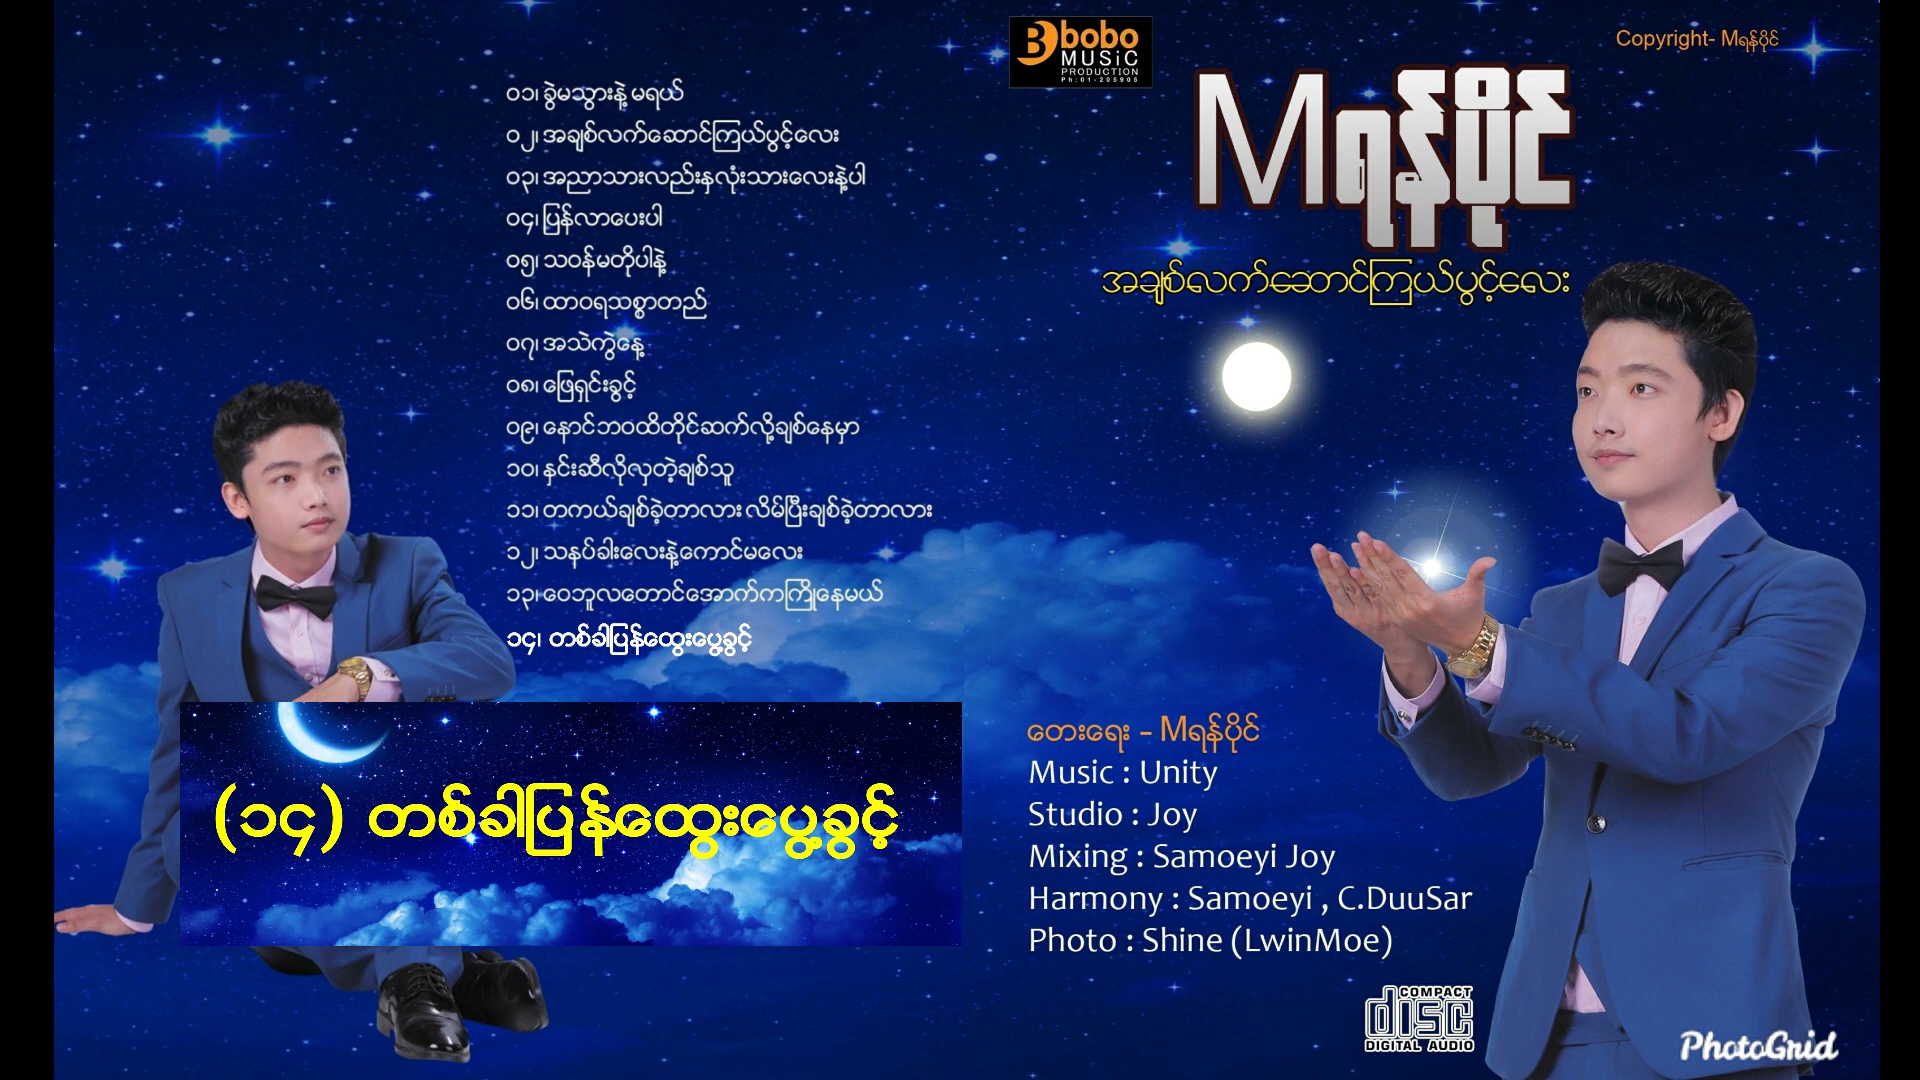 ၀၁၊ ခွဲမသွားနဲ့ မရယ်
၀၂၊ အချစ်လက်ဆောင်ကြယ်ပွင့်လေး
၀၃၊ အညာသားလည်းနှလုံးသားလေးနဲ့ပါ
၀၄၊ ပြန်လာပေးပါ
၀၅၊ သဝန်မတိုပါနဲ့
၀၆၊ ထာဝရသစ္စာတည်
၀၇၊ အသဲကွဲနေ့
၀၈၊ ဖြေရှင်းခွင့်
၀၉၊ နောင်ဘဝထိတိုင်ဆက်လို့ချစ်နေမှာ
၁၀၊ နှင်းဆီလိုလှတဲ့ချစ်သူ
၁၁၊ တကယ်ချစ်ခဲ့တာလား လိမ်ပြီးချစ်ခဲ့တာလား
၁၂၊ သနပ်ခါးလေးနဲ့ကောင်မလေး
၁၃၊ ဝေဘူလတောင်အောက်ကကြိုနေမယ်
၁၄၊ တစ်ခါပြန်ထွေးပွေ့ခွင့်
(၁၄) တစ်ခါပြန်ထွေးပွေ့ခွင့်
B bobo
MUSiC
PRODUCTION
Ph:01-205905
Copyright- Mရန်ပိုင်
Mရန်ပိုင်
အချစ်လက်ဆောင်ကြယ်ပွင့်လေး
တေးရေး - Mရန်ပိုင်
Music : Unity
Studio : Joy
Mixing : Samoeyi Joy
Harmony : Samoeyi , C.DuuSar
Photo : Shine (LwinMoe)
COMPACT
disc
DIGITAL AUDIO
PhotoGrid